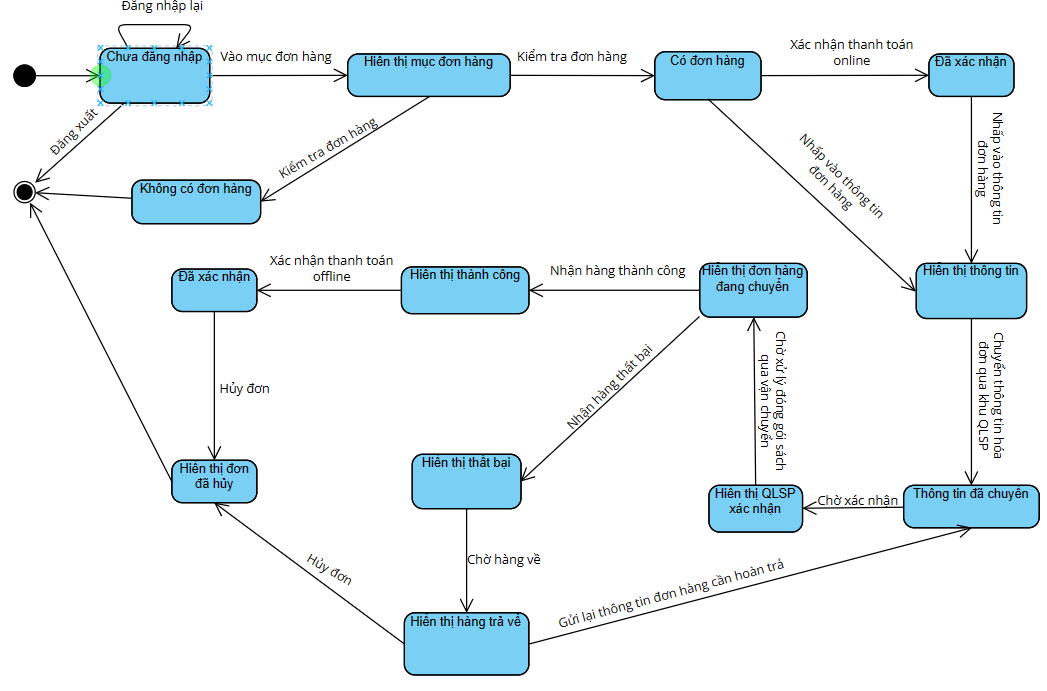 Đăng nhập lại
Chưa đăng nhập
Vào mục đơn hàng
Hiển thị mục đơn hàng
Kiểm tra đơn hàng
Có đơn hàng
Xác nhận thanh toán
online
Đã xác nhận
Đăng xuất
Kiểm tra đơn hàng
Nhấp vào thông tin
đơn hàng
Nhấp vào thông tin
đơn hàng
Không có đơn hàng
Đã xác nhận
Xác nhận thanh toán
offline
Hiển thị thành công
Nhận hàng thành công
Hiển thị đơn hàng
đang chuyển
Hiển thị thông tin
Hủy đơn
Nhận hàng thất bại
Chờ xử lý đóng gói sách
qua vận chuyển
Chuyển thông tin hóa
đơn qua khu QLSP
Hiển thị đơn
đã hủy
Hiển thị thất bại
Hiển thị QLSP
xác nhận
Chờ xác nhận
Thông tin đã chuyển
Chờ hàng về
Hủy đơn
Hiển thị hàng trả về
Gửi lại thông tin đơn hàng cần hoàn trả